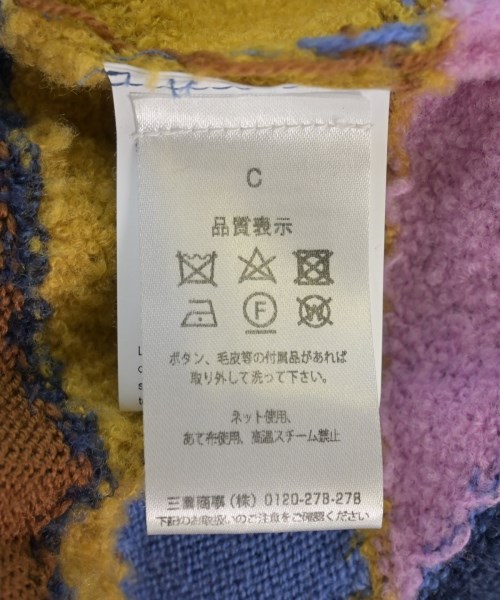 C
品質表示
F
W
ボタン、毛皮等の付属品があれば
取り外して洗って下さい。
ネット使用、
あて布使用、高温スチーム禁止
三喜商事（株）0120-278-278
下記のお取扱いのご注意をご確認ください